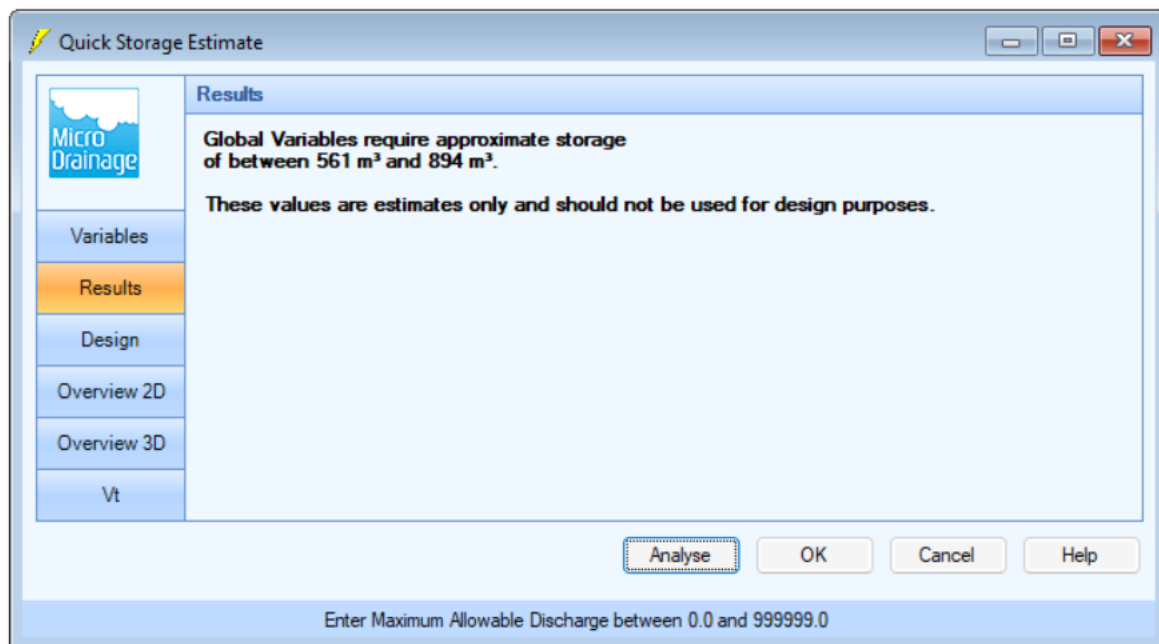 Quick Storage Estimate
Micro
Drainage
Variables
Results
Design
Overview 2D
Overview 3D
Vt
Results
Global Variables require approximate storage
of between 561 m³ and 894 m³.
These values are estimates only and should not be used for design purposes.
Analyse OK Cancel Help
Enter Maximum Allowable Discharge between 0.0 and 999999.0